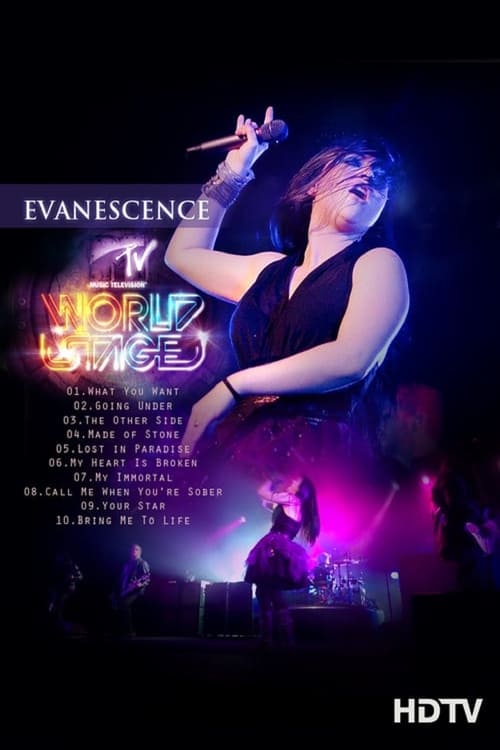 EVANESCENCE
MTV
MUSIC TELEVISION
WORLD
STAGE
01.What You Want
02.Going Under
03.The Other Side
04.Made of Stone
05.Lost in Paradise
06.My Heart Is Broken
07.My Immortal
08.Call Me When You're Sober
09.Your Star
10.Bring Me To Life
HDTV